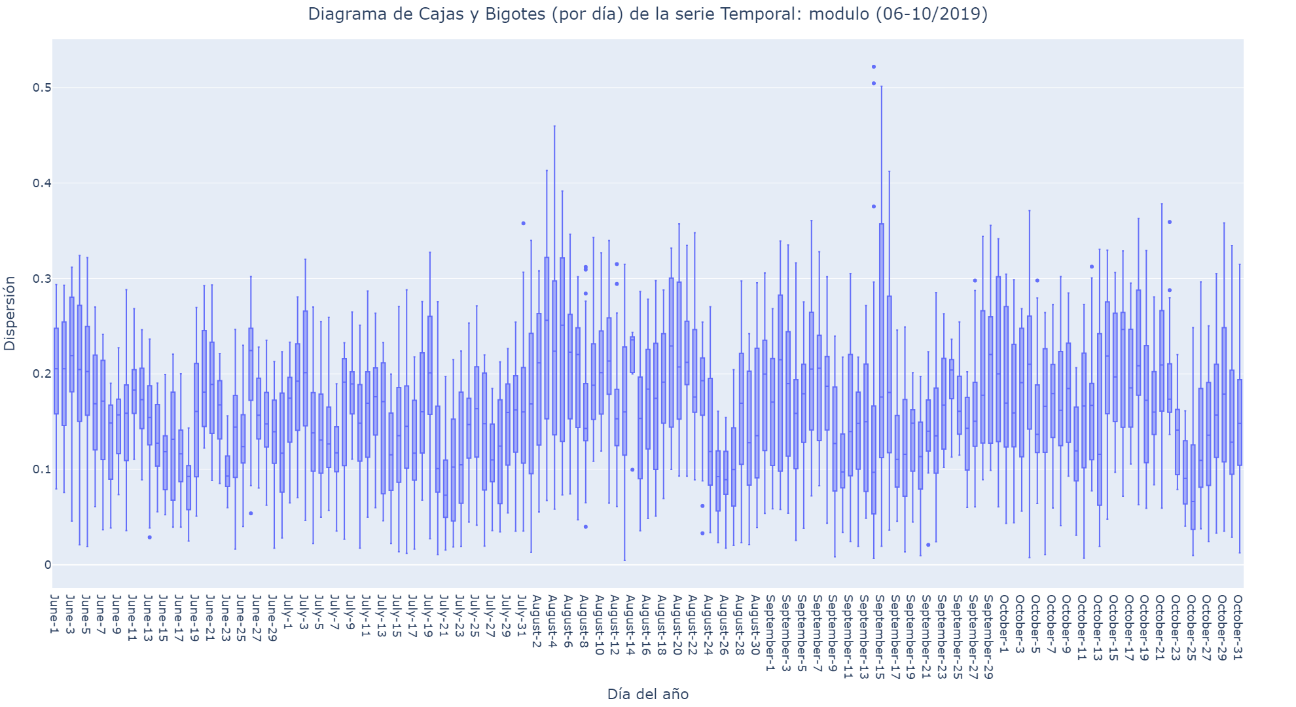 Diagrama de Cajas y Bigotes (por día) de la serie Temporal: modulo (06-10/2019)
Dispersión
0.5
0.4
0.3
0.2
0.1
0
June-1
June-3
June-5
June-7
June-9
June-11
June-13
June-15
June-17
June-19
June-21
June-23
June-25
June-27
June-29
July-1
July-3
July-5
July-7
July-9
July-11
July-13
July-15
July-17
July-19
July-21
July-23
July-25
July-27
July-29
July-31
August-2
August-4
August-6
August-8
August-10
August-12
August-14
August-16
August-18
August-20
August-22
August-24
August-26
August-28
August-30
September-1
September-3
September-5
September-7
September-9
September-11
September-13
September-15
September-17
September-19
September-21
September-23
September-25
September-27
September-29
October-1
October-3
October-5
October-7
October-9
October-11
October-13
October-15
October-17
October-19
October-21
October-23
October-25
October-27
October-29
October-31
Día del año